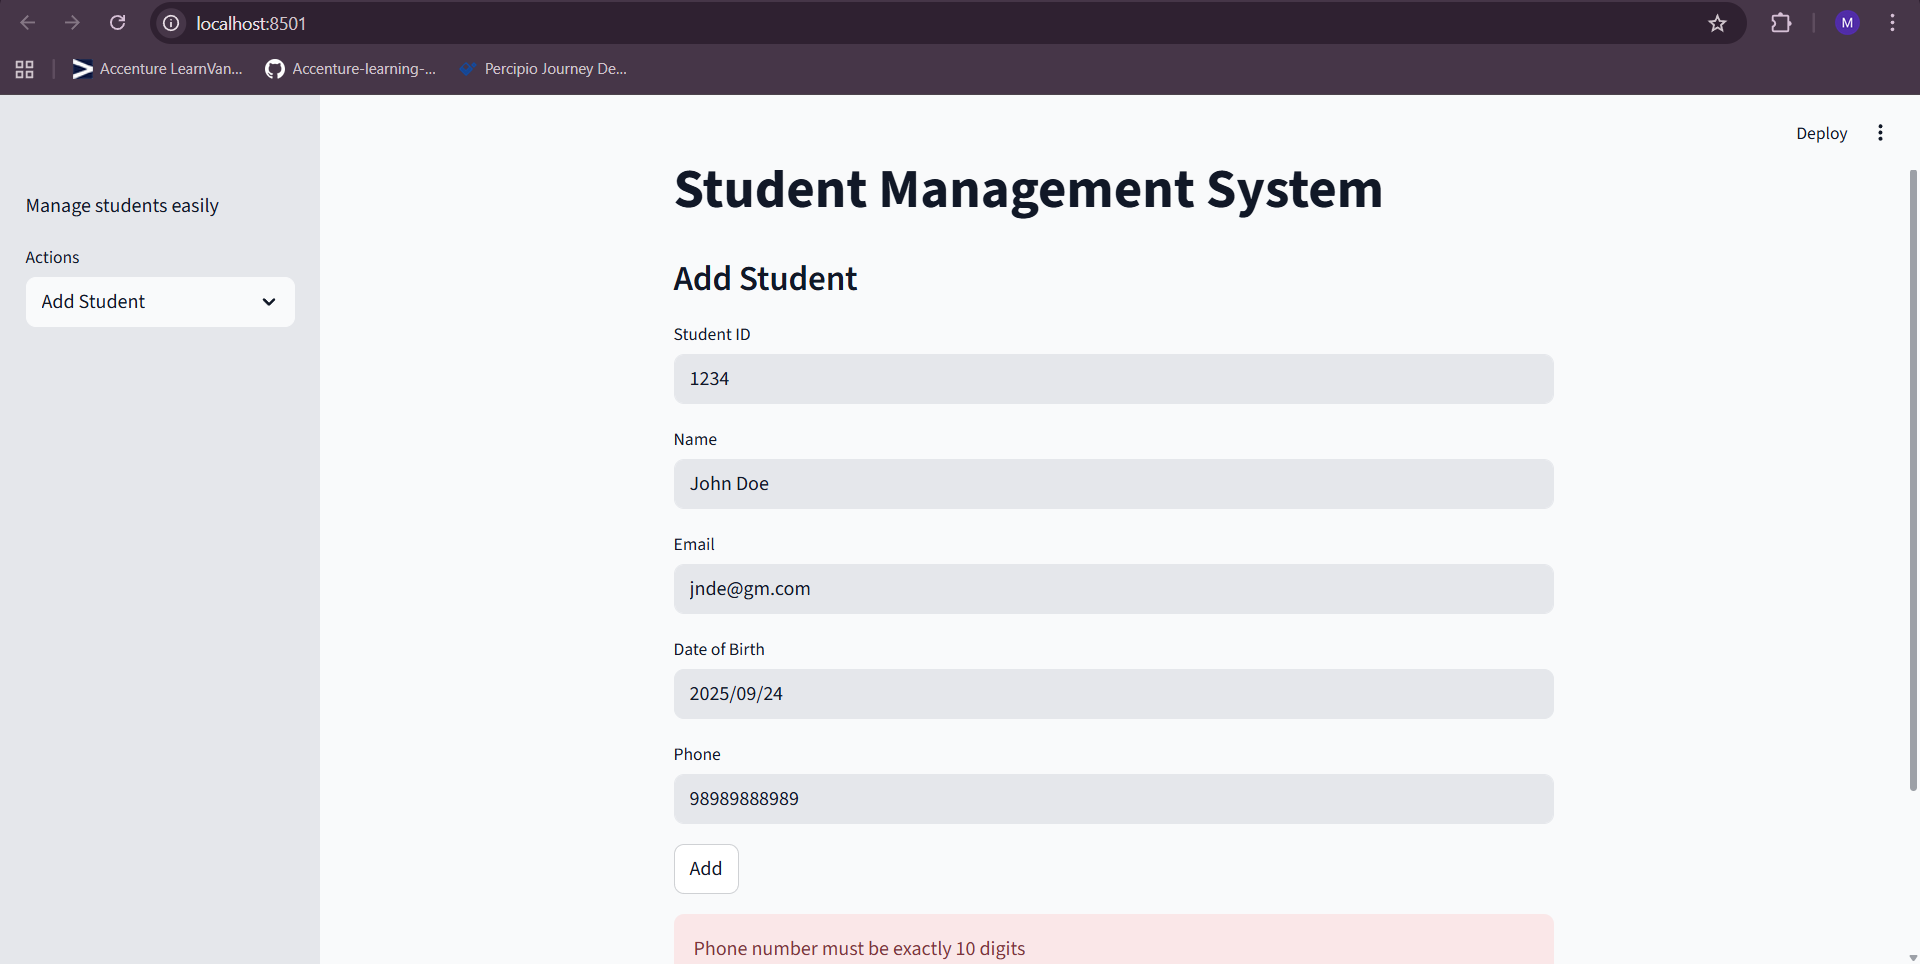 localhost:8501
M
Accenture LearnVan...
Accenture-learning-...
Percipio Journey De...
Deploy
Manage students easily
Actions
Add Student
Student Management System
Add Student
Student ID
1234
Name
John Doe
Email
jnde@gm.com
Date of Birth
2025/09/24
Phone
98989888989
Add
Phone number must be exactly 10 digits